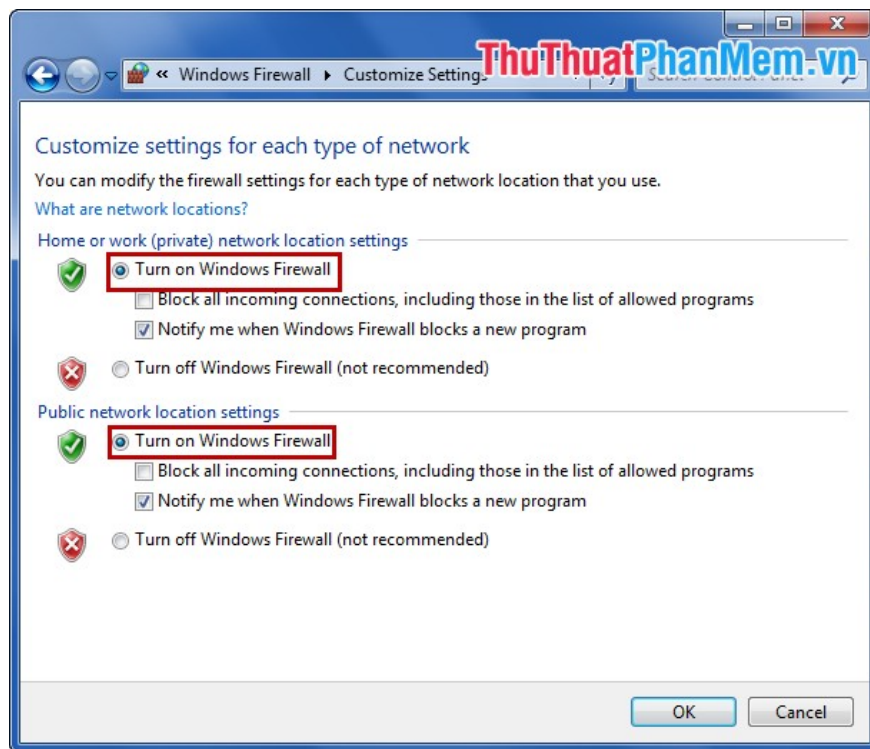 ThuThuatPhanMem.vn
« Windows Firewall Customize Settings
Customize settings for each type of network
You can modify the firewall settings for each type of network location that you use.
What are network locations?
Home or work (private) network location settings
Turn on Windows Firewall
Block all incoming connections, including those in the list of allowed programs
Notify me when Windows Firewall blocks a new program
Turn off Windows Firewall (not recommended)
Public network location settings
Turn on Windows Firewall
Block all incoming connections, including those in the list of allowed programs
Notify me when Windows Firewall blocks a new program
Turn off Windows Firewall (not recommended)
OK Cancel